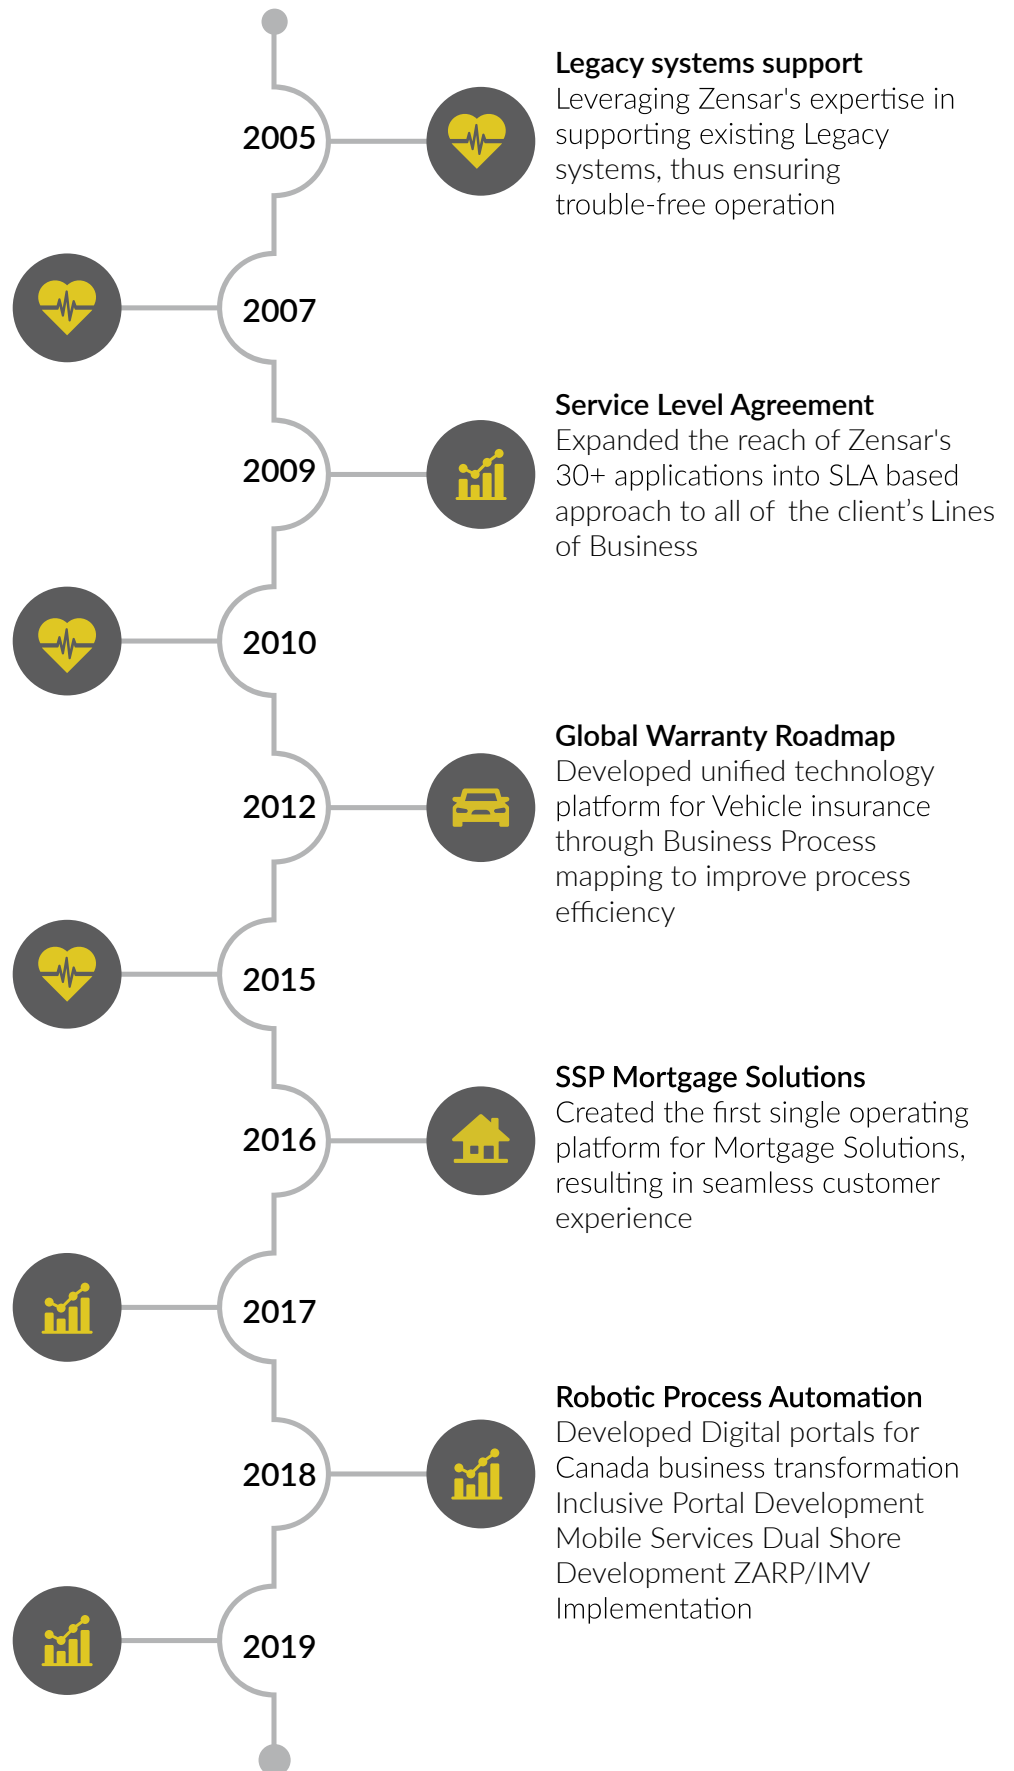 2005
Legacy systems support
Leveraging Zensar's expertise in
supporting existing Legacy
systems, thus ensuring
trouble-free operation
2007
2009
Service Level Agreement
Expanded the reach of Zensar's
30+ applications into SLA based
approach to all of the client’s Lines
of Business
2010
2012
Global Warranty Roadmap
Developed unified technology
platform for Vehicle insurance
through Business Process
mapping to improve process
efficiency
2015
2016
SSP Mortgage Solutions
Created the first single operating
platform for Mortgage Solutions,
resulting in seamless customer
experience
2017
2018
Robotic Process Automation
Developed Digital portals for
Canada business transformation
Inclusive Portal Development
Mobile Services Dual Shore
Development ZARP/IMV
Implementation
2019